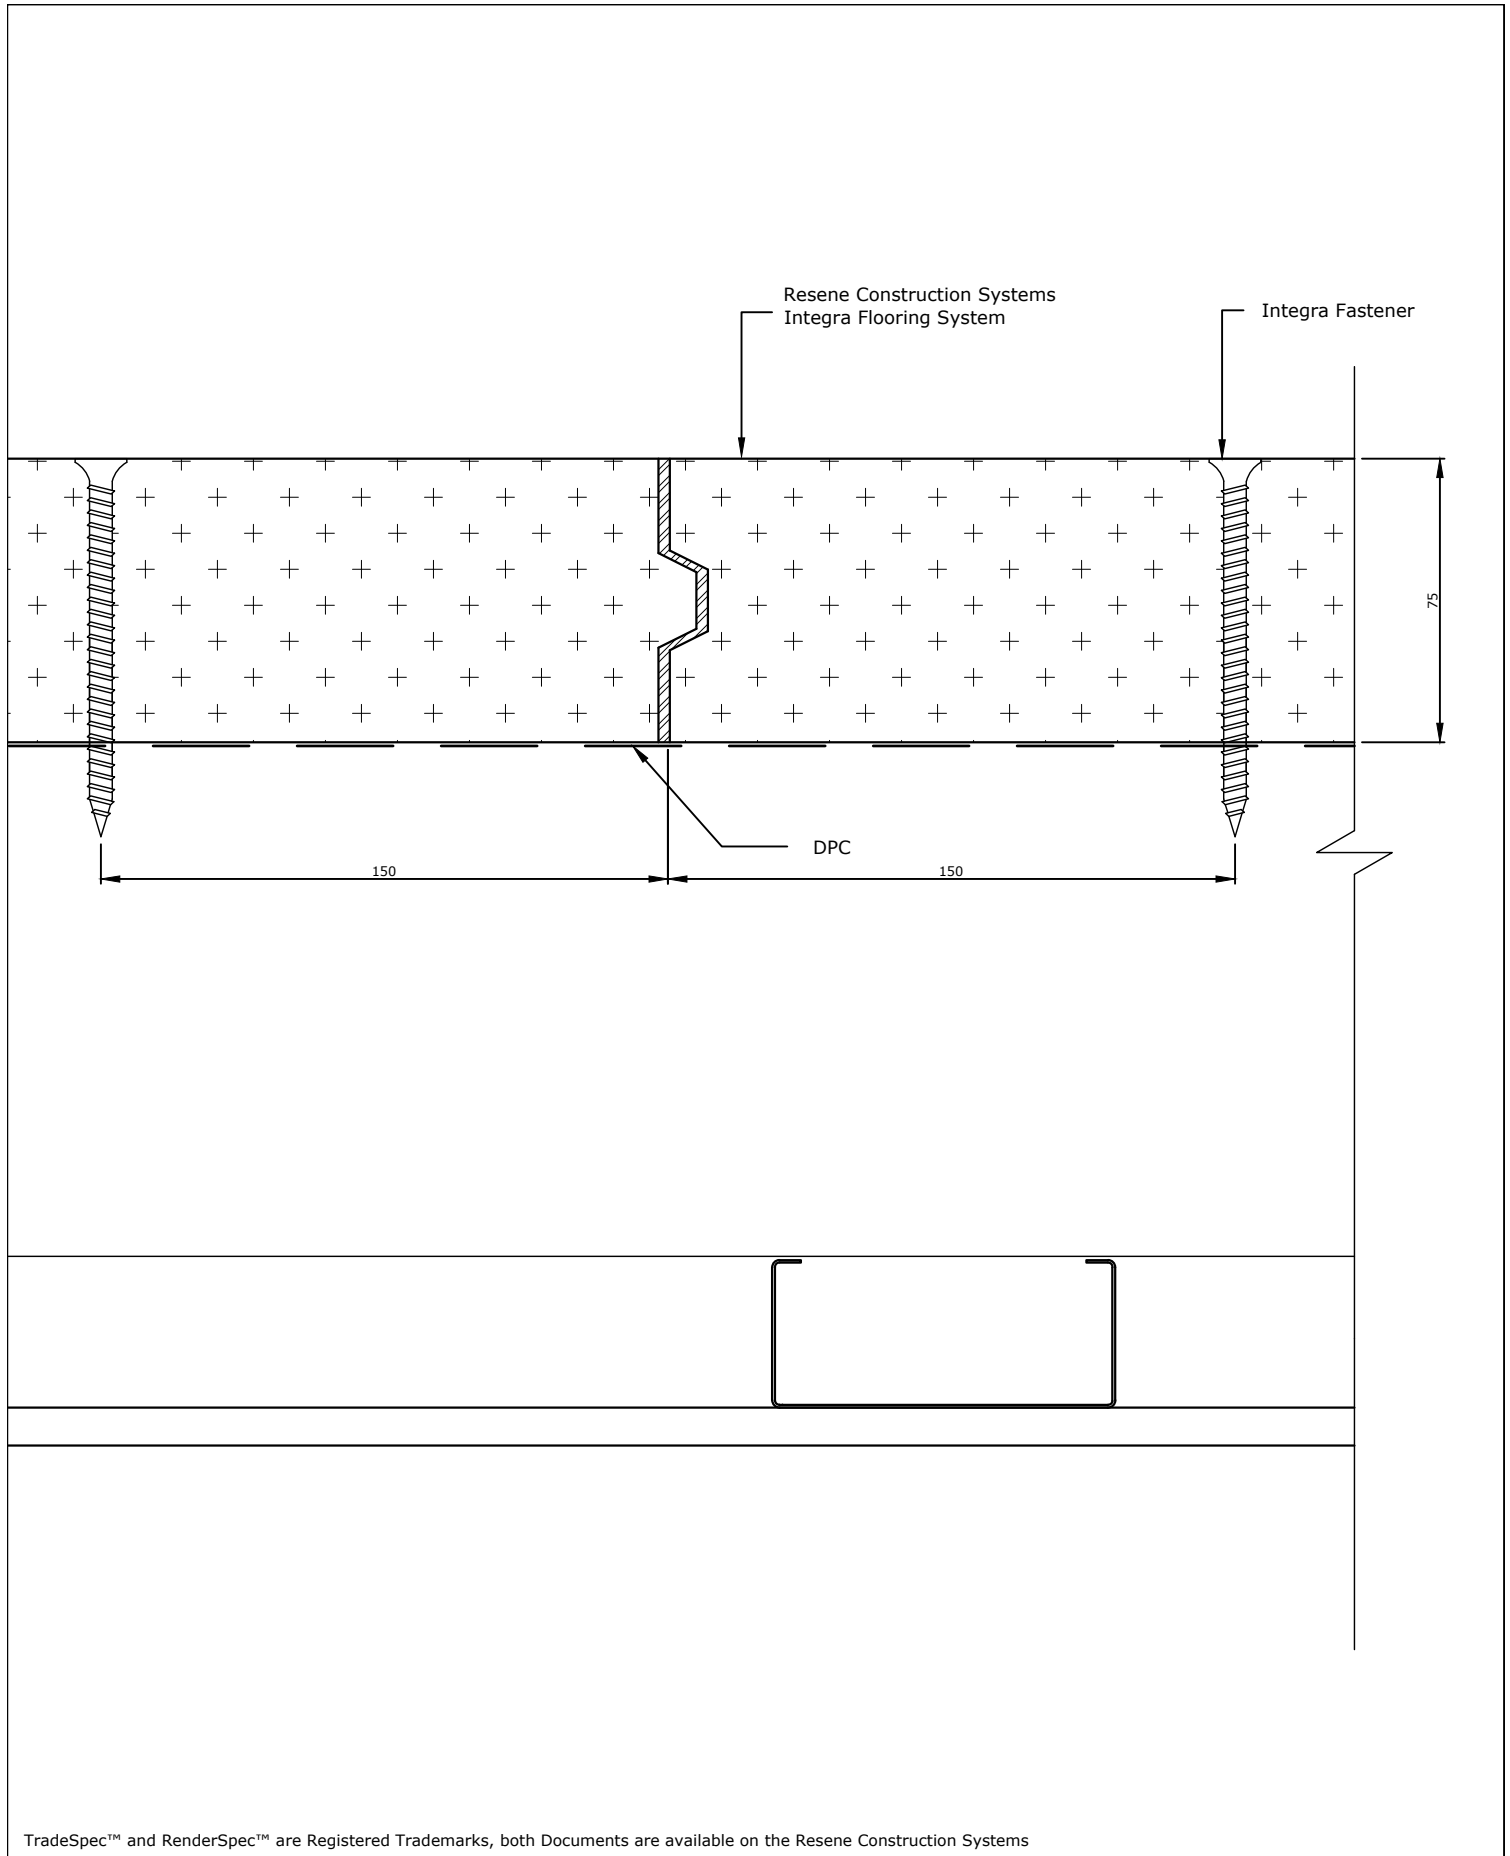 Resene Construction Systems
Integra Flooring System
Integra Fastener
75
DPC
150
150
TradeSpec™ and RenderSpec™ are Registered Trademarks, both Documents are available on the Resene Construction Systems